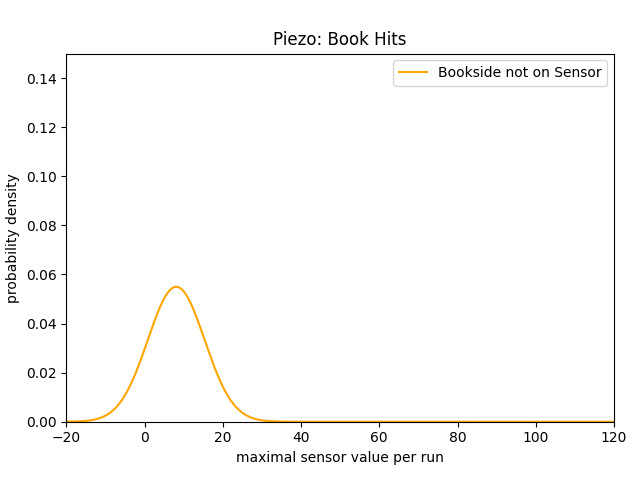 Piezo: Book Hits
Bookside not on Sensor
probability density
0.14
0.12
0.10
0.08
0.06
0.04
0.02
0.00
−20 0 20 40 60 80 100 120
maximal sensor value per run